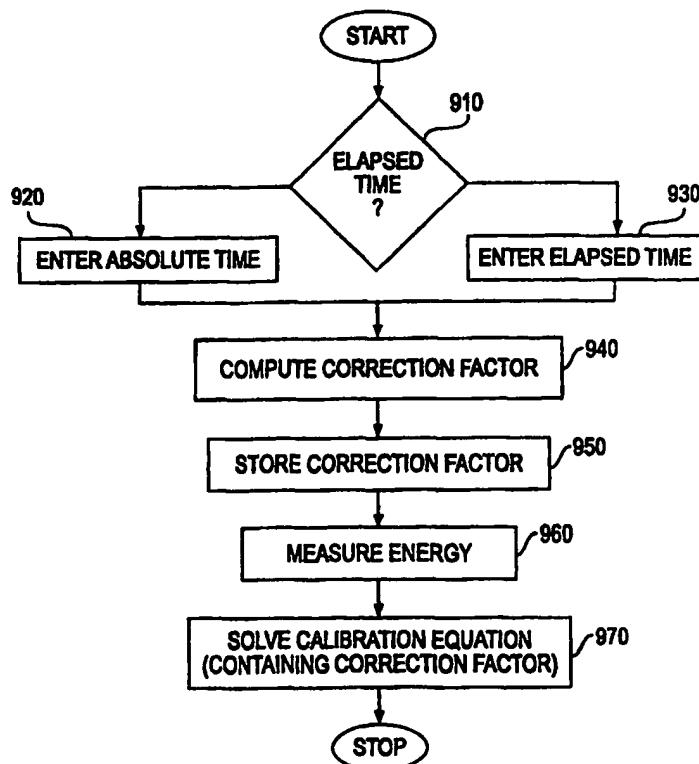 START
910
ELAPSED
TIME
?
920
ENTER ABSOLUTE TIME
930
ENTER ELAPSED TIME
COMPUTE CORRECTION FACTOR
940
STORE CORRECTION FACTOR
950
MEASURE ENERGY
960
SOLVE CALIBRATION EQUATION
(CONTAINING CORRECTION FACTOR)
970
STOP